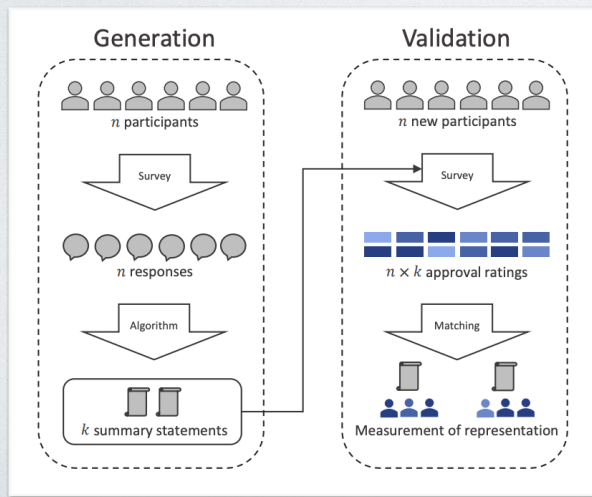 Generation
n participants
Survey
n responses
Algorithm
k summary statements
Validation
n new participants
Survey
n × k approval ratings
Matching
Measurement of representation